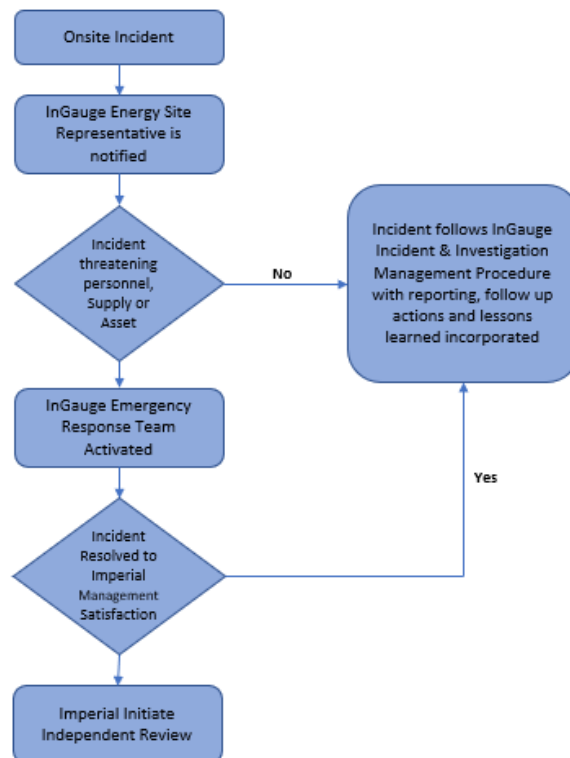 Onsite Incident
InGauge Energy Site
Representative is
notified
Incident
threatening
personnel,
Supply or
Asset
No
Incident follows InGauge
Incident & Investigation
Management Procedure
with reporting, follow up
actions and lessons
learned incorporated
InGauge Emergency
Response Team
Activated
Yes
Incident
Resolved to
Imperial
Management
Satisfaction
Imperial Initiate
Independent Review